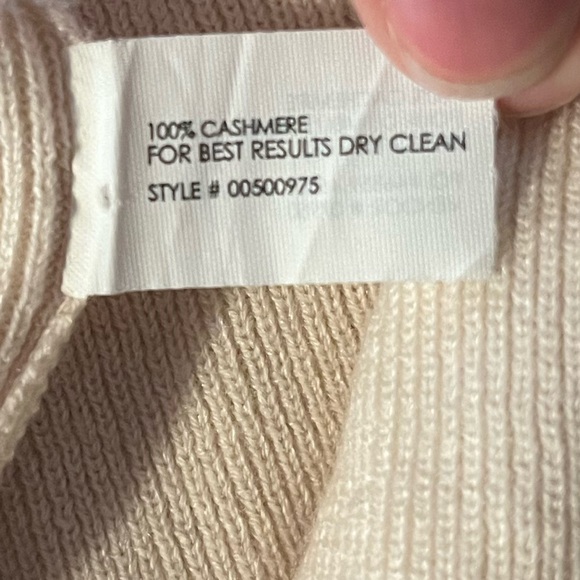 100% CASHMERE
FOR BEST RESULTS DRY CLEAN
STYLE # 00500975